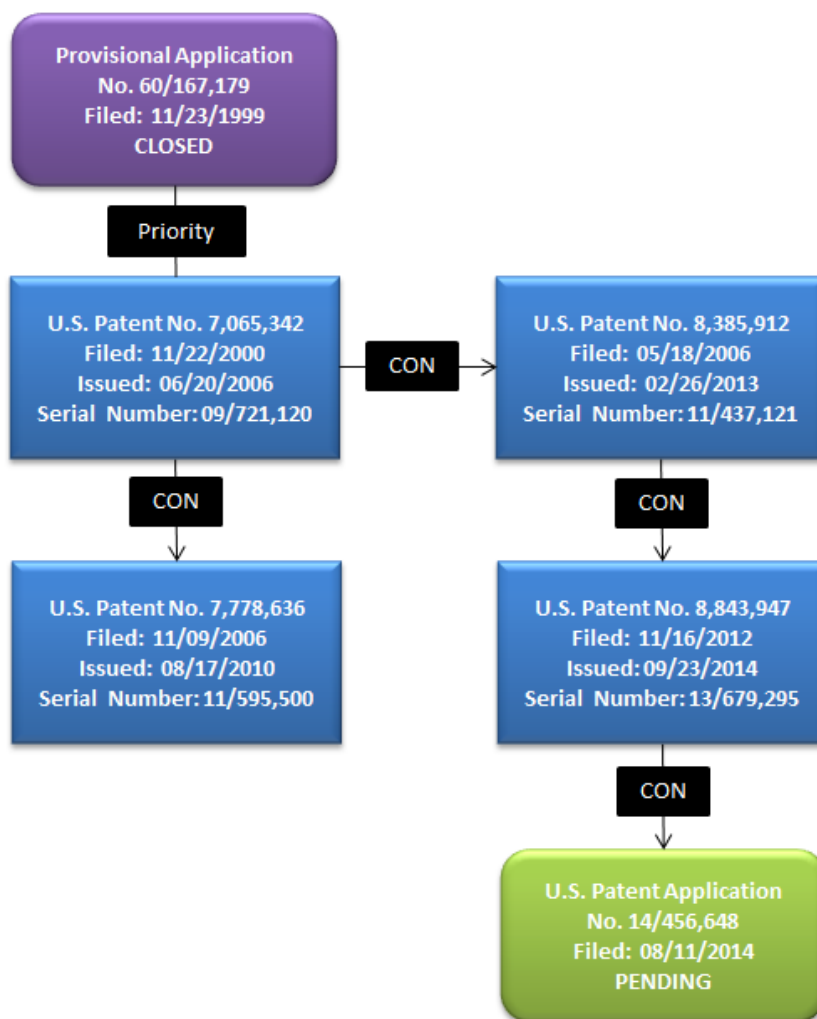 Provisional Application
No. 60/167,179
Filed: 11/23/1999
CLOSED
Priority
U.S. Patent No. 7,065,342
Filed: 11/22/2000
Issued: 06/20/2006
Serial Number: 09/721,120
CON
U.S. Patent No. 8,385,912
Filed: 05/18/2006
Issued: 02/26/2013
Serial Number: 11/437,121
CON
CON
U.S. Patent No. 7,778,636
Filed: 11/09/2006
Issued: 08/17/2010
Serial Number: 11/595,500
U.S. Patent No. 8,843,947
Filed: 11/16/2012
Issued: 09/23/2014
Serial Number: 13/679,295
CON
U.S. Patent Application
No. 14/456,648
Filed: 08/11/2014
PENDING